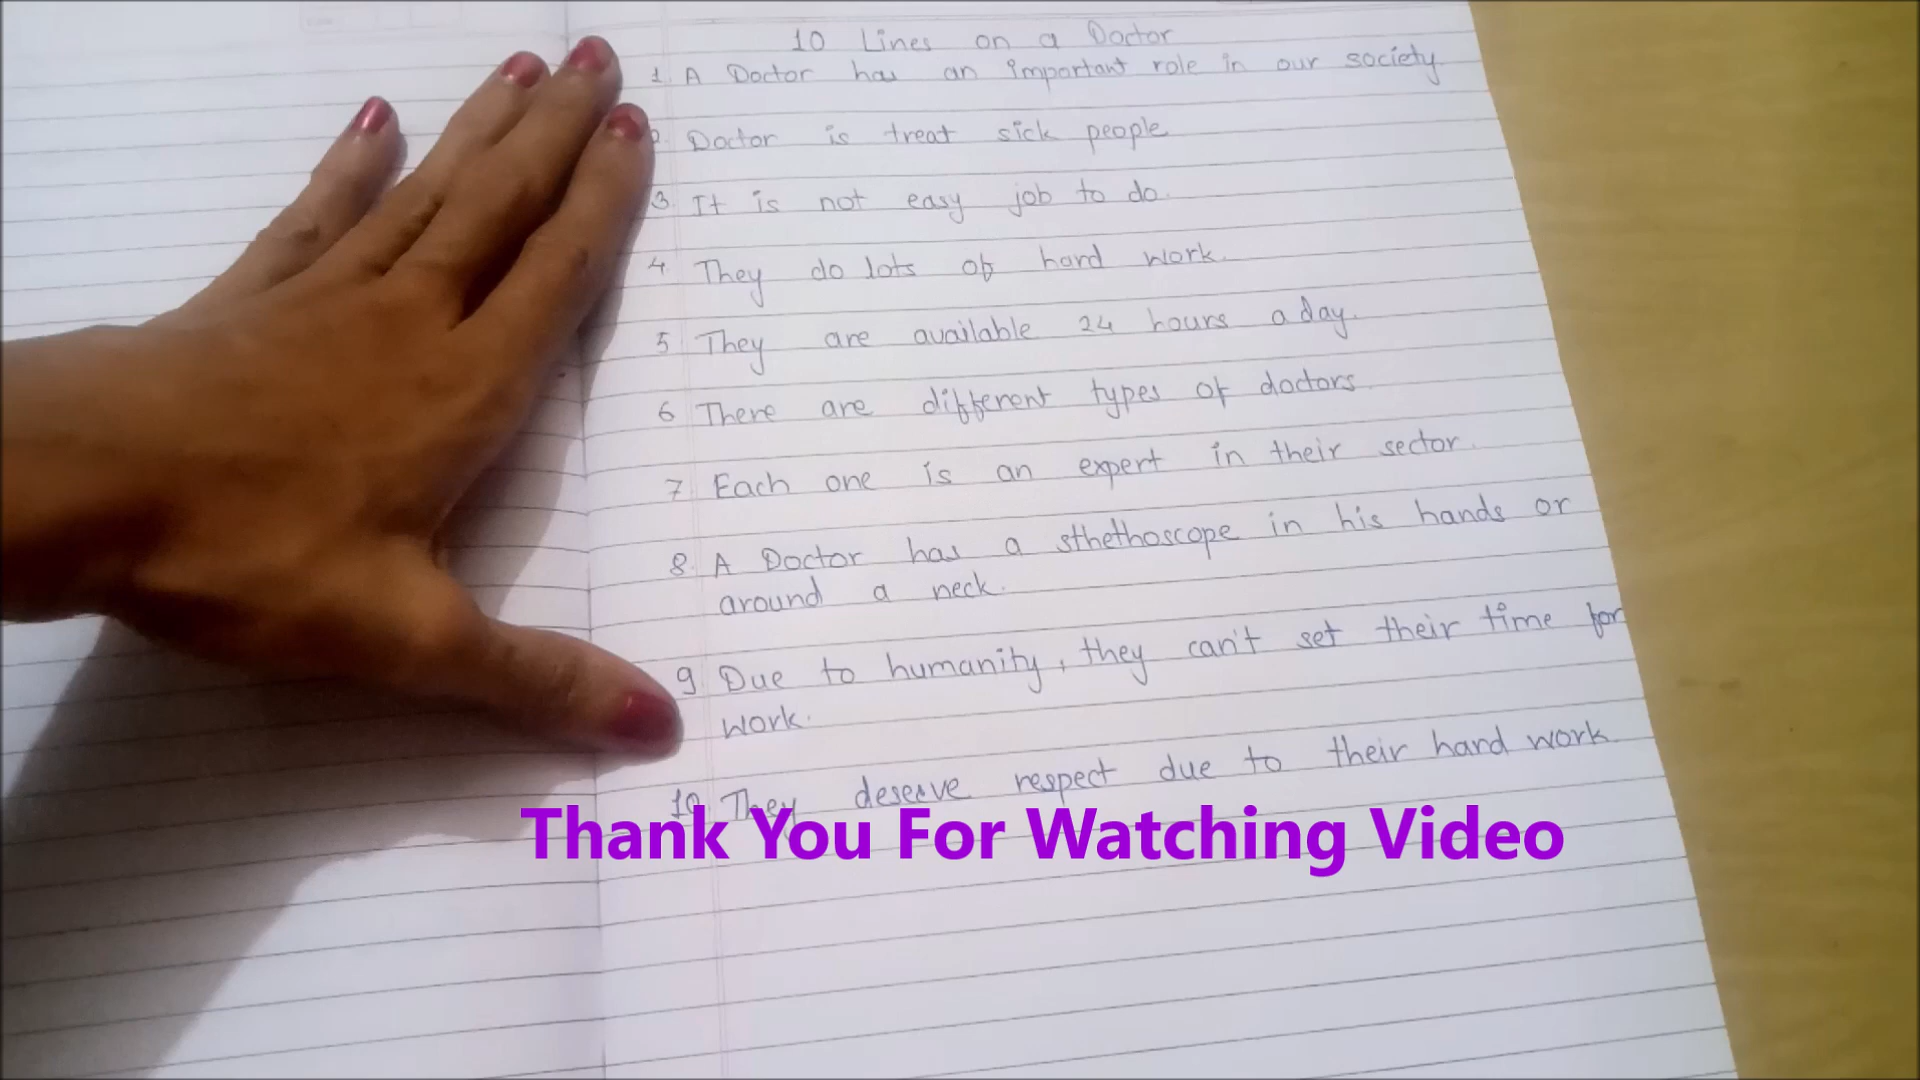 10 Lines on a Doctor
1. A Doctor has an important role in our society
2. Doctor is treat sick people
3. It is not easy job to do.
4. They do lots of hard work.
5 They are available 24 hours a day.
6 There are different types of doctors.
7 Each one is an expert in their sector.
8. A Doctor has a sthethoscope in his hands or
around a neck.
9 Due to humanity, they can't set their time for
work.
10. They deserve respect due to their hard work
Thank You For Watching Video